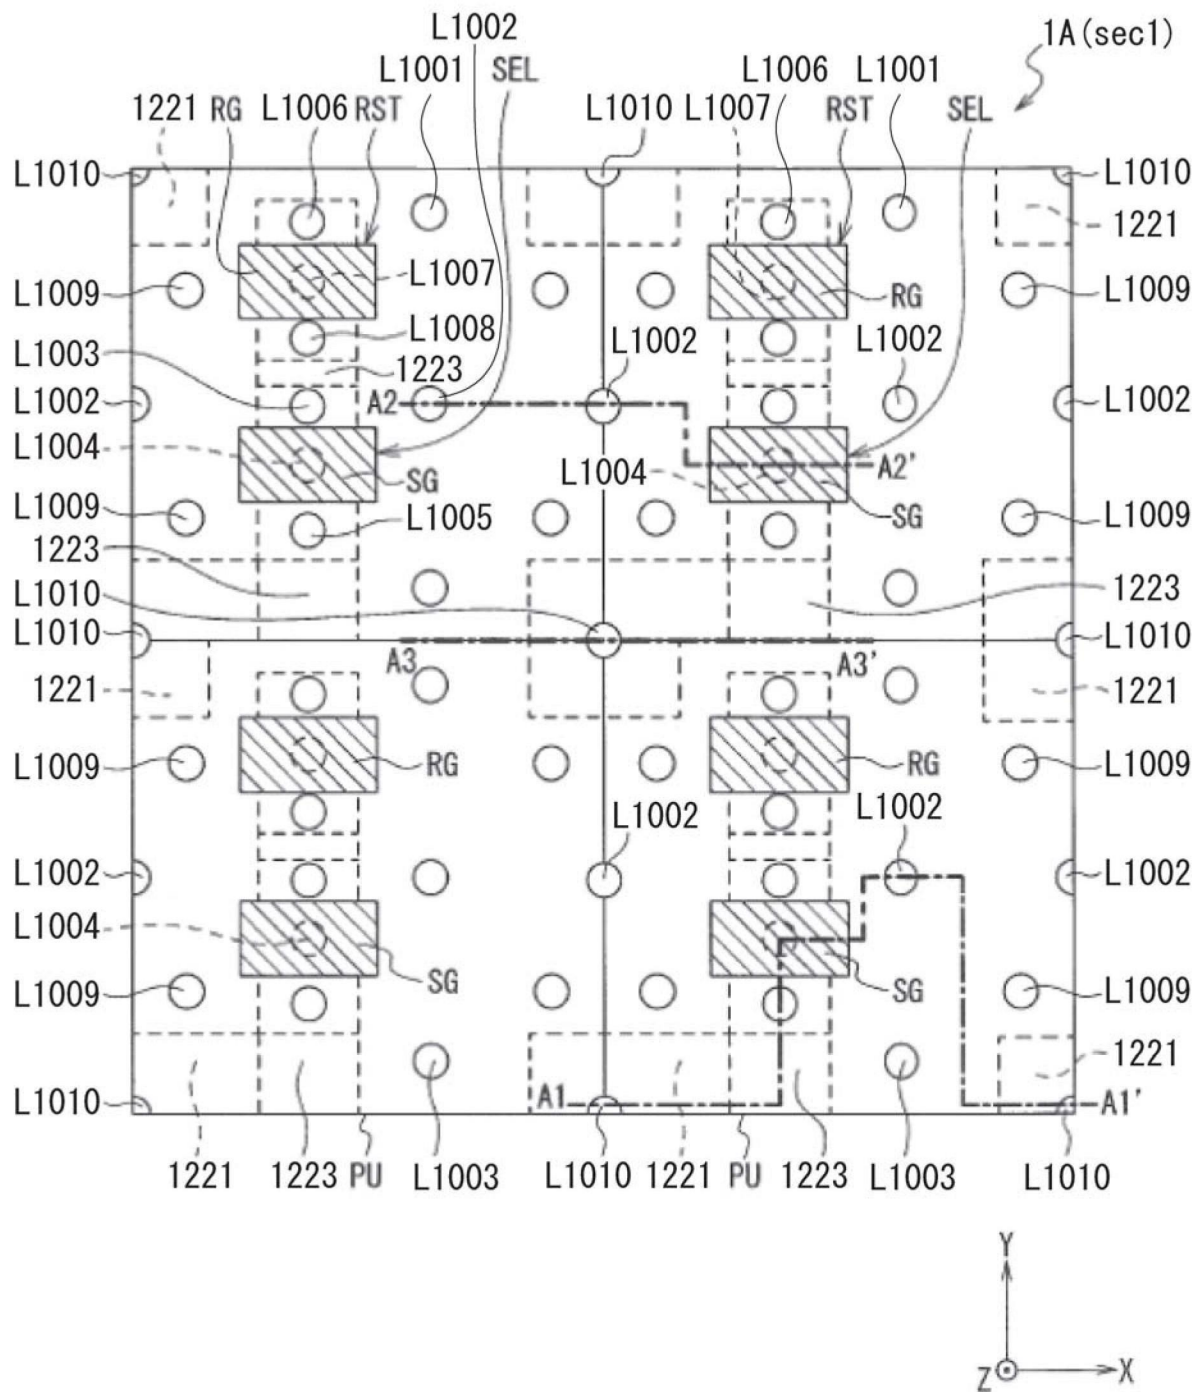 L1002
1A(sec1)
L1001 SEL L1006 L1001
1221 RG L1006 RST L1010 L1007 RST SEL
L1010 L1010
1221
L1009 L1007 RG L1009
L1003 L1008 L1002 L1002
1223
L1002 A2 L1002
L1004 SG L1004 A2'
L1009 L1005 SG L1009
1223
L1010 1223
L1010 A3 A3' L1010
1221 1221
L1009 RG RG L1009
L1002 L1002
L1002 L1002
L1004
SG SG
L1009 L1009
1221
L1010 A1 A1'
1221 1223 PU L1003 L1010 1221 PU 1223 L1003 L1010
Y
Z X